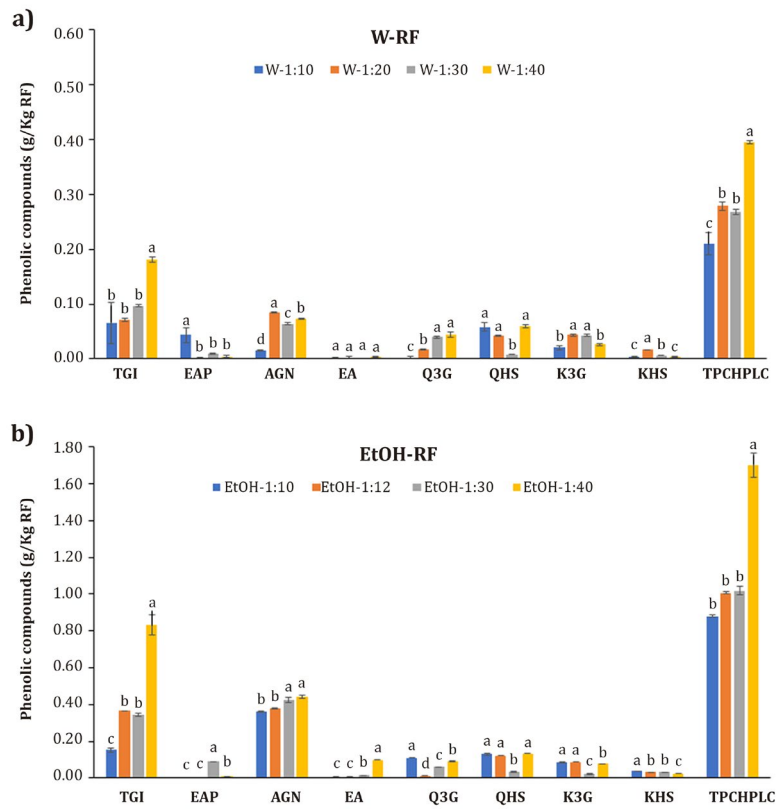 a)
W-RF
W-1:10 W-1:20 W-1:30 W-1:40
Phenolic compounds (g/Kg RF)
0.60
0.50
0.40
0.30
0.20
0.10
0.00
b b b a
a b b b
d a c b
a a a a
c b a a
a a b a
c a a b
c a b c
c b b a
TGI EAP AGN EA Q3G QHS K3G KHS TPCHPLC
b)
EtOH-RF
EtOH-1:10 EtOH-1:12 EtOH-1:30 EtOH-1:40
Phenolic compounds (g/Kg RF)
1.80
1.60
1.40
1.20
1.00
0.80
0.60
0.40
0.20
0.00
c b b a
c c a b
b b a a
c c b a
a d c b
a a b a
a a c b
a b b c
b b b a
TGI EAP AGN EA Q3G QHS K3G KHS TPCHPLC